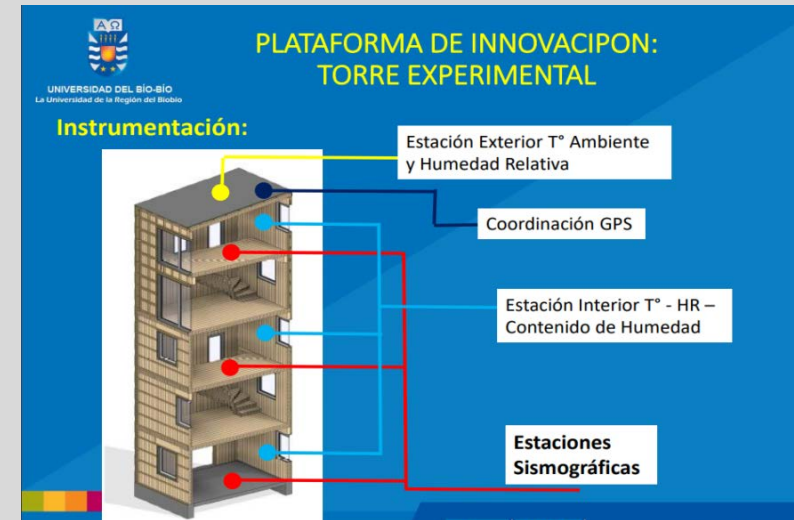 ΑΩ
UNIVERSIDAD DEL BÍO-BÍO
La Universidad de la Región del Biobío
PLATAFORMA DE INNOVACIPON:
TORRE EXPERIMENTAL
Instrumentación:
Estación Exterior T° Ambiente
y Humedad Relativa
Coordinación GPS
Estación Interior T° - HR –
Contenido de Humedad
Estaciones
Sismográficas